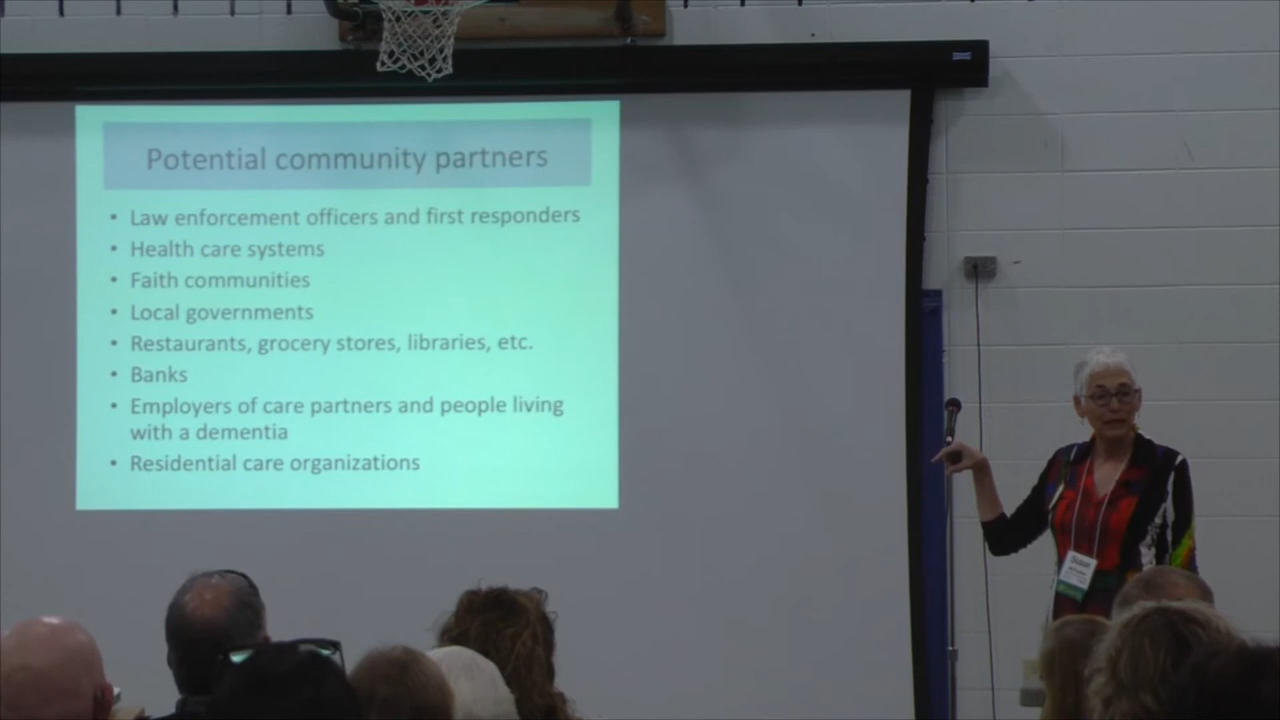 Potential community partners
• Law enforcement officers and first responders
• Health care systems
• Faith communities
• Local governments
• Restaurants, grocery stores, libraries, etc.
• Banks
• Employers of care partners and people living
with a dementia
• Residential care organizations
Susan